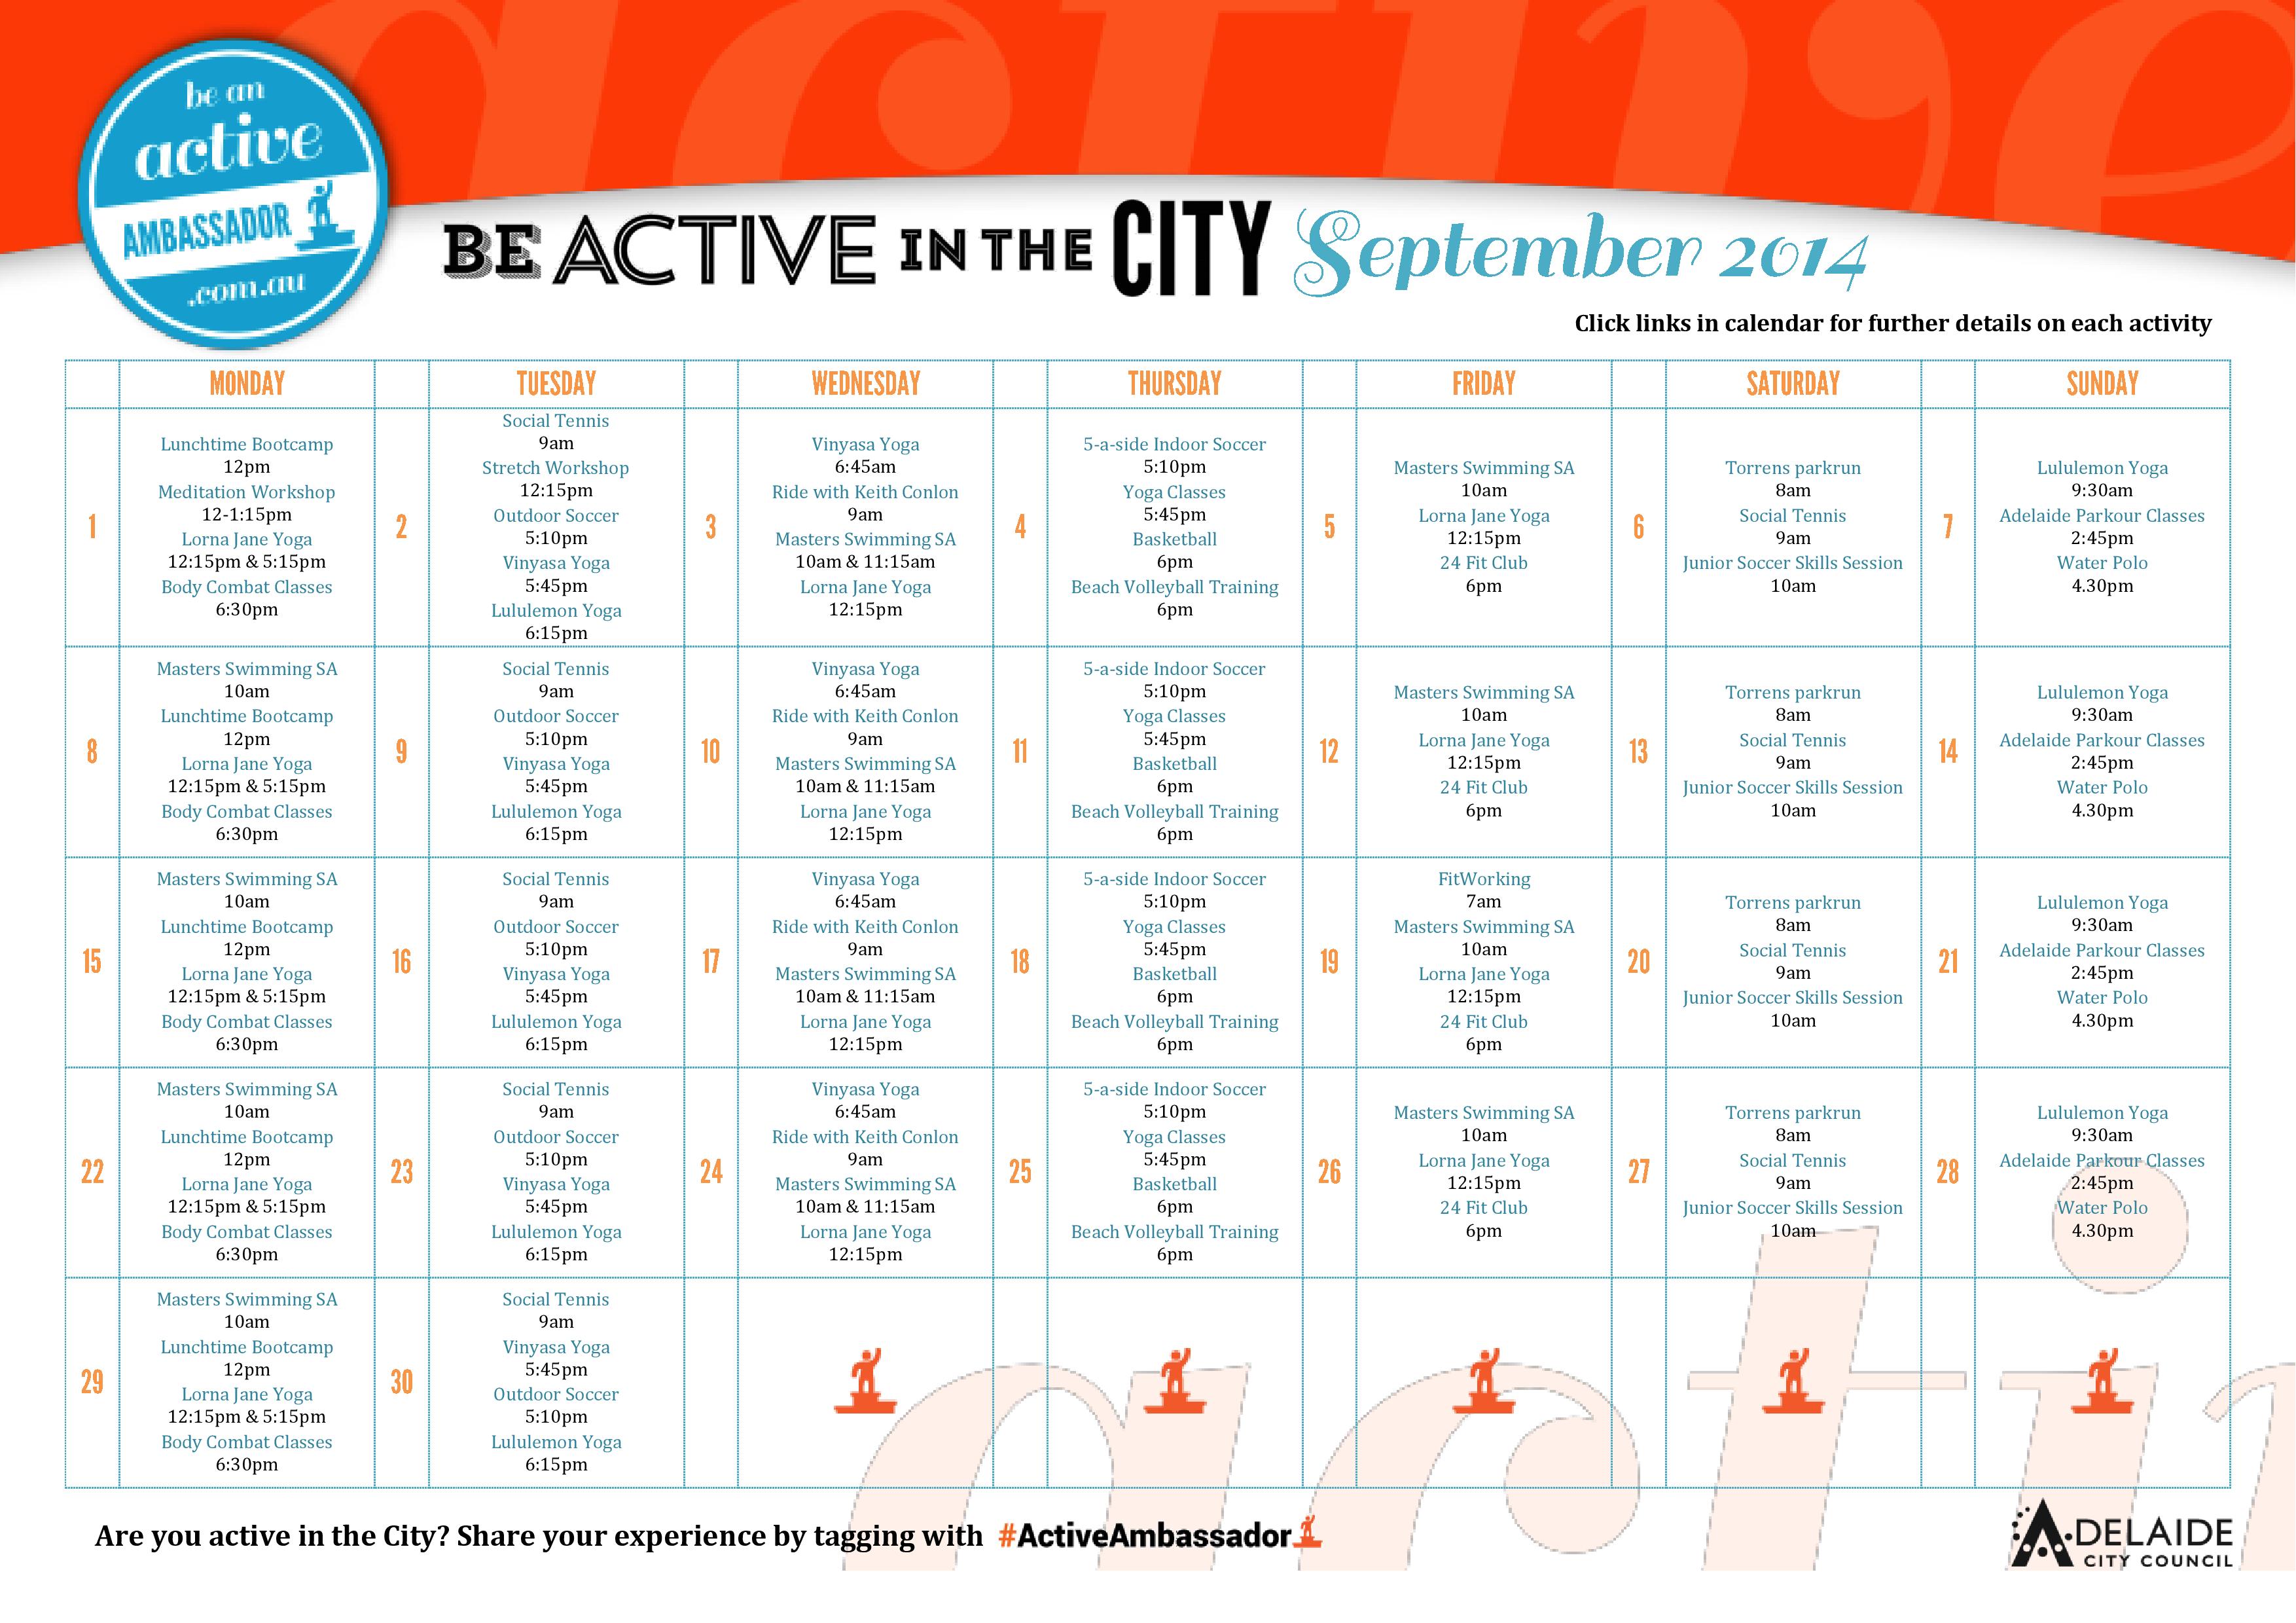 be an
active
AMBASSADOR
.com.au
BE ACTIVE IN THE CITY September 2014
Click links in calendar for further details on each activity
MONDAY TUESDAY WEDNESDAY THURSDAY FRIDAY SATURDAY SUNDAY
1
Lunchtime Bootcamp
12pm
Meditation Workshop
12-1:15pm
Lorna Jane Yoga
12:15pm & 5:15pm
Body Combat Classes
6:30pm
2
Social Tennis
9am
Stretch Workshop
12:15pm
Outdoor Soccer
5:10pm
Vinyasa Yoga
5:45pm
Lululemon Yoga
6:15pm
3
Vinyasa Yoga
6:45am
Ride with Keith Conlon
9am
Masters Swimming SA
10am & 11:15am
Lorna Jane Yoga
12:15pm
4
5-a-side Indoor Soccer
5:10pm
Yoga Classes
5:45pm
Basketball
6pm
Beach Volleyball Training
6pm
5
Masters Swimming SA
10am
Lorna Jane Yoga
12:15pm
24 Fit Club
6pm
6
Torrens parkrun
8am
Social Tennis
9am
Junior Soccer Skills Session
10am
7
Lululemon Yoga
9:30am
Adelaide Parkour Classes
2:45pm
Water Polo
4.30pm
8
Masters Swimming SA
10am
Lunchtime Bootcamp
12pm
Lorna Jane Yoga
12:15pm & 5:15pm
Body Combat Classes
6:30pm
9
Social Tennis
9am
Outdoor Soccer
5:10pm
Vinyasa Yoga
5:45pm
Lululemon Yoga
6:15pm
10
Vinyasa Yoga
6:45am
Ride with Keith Conlon
9am
Masters Swimming SA
10am & 11:15am
Lorna Jane Yoga
12:15pm
11
5-a-side Indoor Soccer
5:10pm
Yoga Classes
5:45pm
Basketball
6pm
Beach Volleyball Training
6pm
12
Masters Swimming SA
10am
Lorna Jane Yoga
12:15pm
24 Fit Club
6pm
13
Torrens parkrun
8am
Social Tennis
9am
Junior Soccer Skills Session
10am
14
Lululemon Yoga
9:30am
Adelaide Parkour Classes
2:45pm
Water Polo
4.30pm
15
Masters Swimming SA
10am
Lunchtime Bootcamp
12pm
Lorna Jane Yoga
12:15pm & 5:15pm
Body Combat Classes
6:30pm
16
Social Tennis
9am
Outdoor Soccer
5:10pm
Vinyasa Yoga
5:45pm
Lululemon Yoga
6:15pm
17
Vinyasa Yoga
6:45am
Ride with Keith Conlon
9am
Masters Swimming SA
10am & 11:15am
Lorna Jane Yoga
12:15pm
18
5-a-side Indoor Soccer
5:10pm
Yoga Classes
5:45pm
Basketball
6pm
Beach Volleyball Training
6pm
19
FitWorking
7am
Masters Swimming SA
10am
Lorna Jane Yoga
12:15pm
24 Fit Club
6pm
20
Torrens parkrun
8am
Social Tennis
9am
Junior Soccer Skills Session
10am
21
Lululemon Yoga
9:30am
Adelaide Parkour Classes
2:45pm
Water Polo
4.30pm
22
Masters Swimming SA
10am
Lunchtime Bootcamp
12pm
Lorna Jane Yoga
12:15pm & 5:15pm
Body Combat Classes
6:30pm
23
Social Tennis
9am
Outdoor Soccer
5:10pm
Vinyasa Yoga
5:45pm
Lululemon Yoga
6:15pm
24
Vinyasa Yoga
6:45am
Ride with Keith Conlon
9am
Masters Swimming SA
10am & 11:15am
Lorna Jane Yoga
12:15pm
25
5-a-side Indoor Soccer
5:10pm
Yoga Classes
5:45pm
Basketball
6pm
Beach Volleyball Training
6pm
26
Masters Swimming SA
10am
Lorna Jane Yoga
12:15pm
24 Fit Club
6pm
27
Torrens parkrun
8am
Social Tennis
9am
Junior Soccer Skills Session
10am
28
Lululemon Yoga
9:30am
Adelaide Parkour Classes
2:45pm
Water Polo
4.30pm
29
Masters Swimming SA
10am
Lunchtime Bootcamp
12pm
Lorna Jane Yoga
12:15pm & 5:15pm
Body Combat Classes
6:30pm
30
Social Tennis
9am
Vinyasa Yoga
5:45pm
Outdoor Soccer
5:10pm
Lululemon Yoga
6:15pm
Are you active in the City? Share your experience by tagging with #ActiveAmbassador
ADELAIDE
CITY COUNCIL